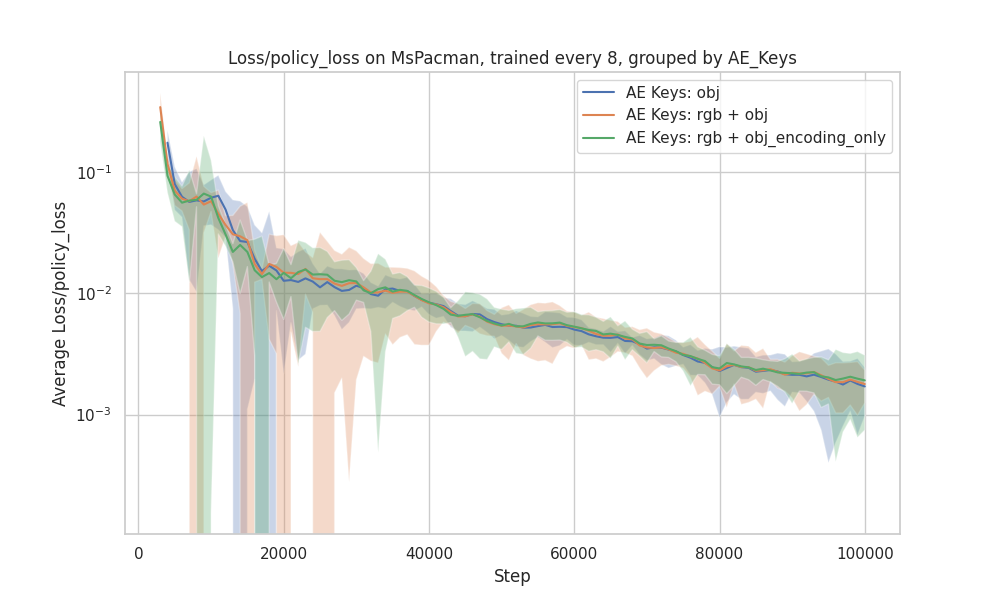 Loss/policy_loss on MsPacman, trained every 8, grouped by AE_Keys
AE Keys: obj
AE Keys: rgb + obj
AE Keys: rgb + obj_encoding_only
Average Loss/policy_loss
10⁻¹
10⁻²
10⁻³
0 20000 40000 60000 80000 100000
Step